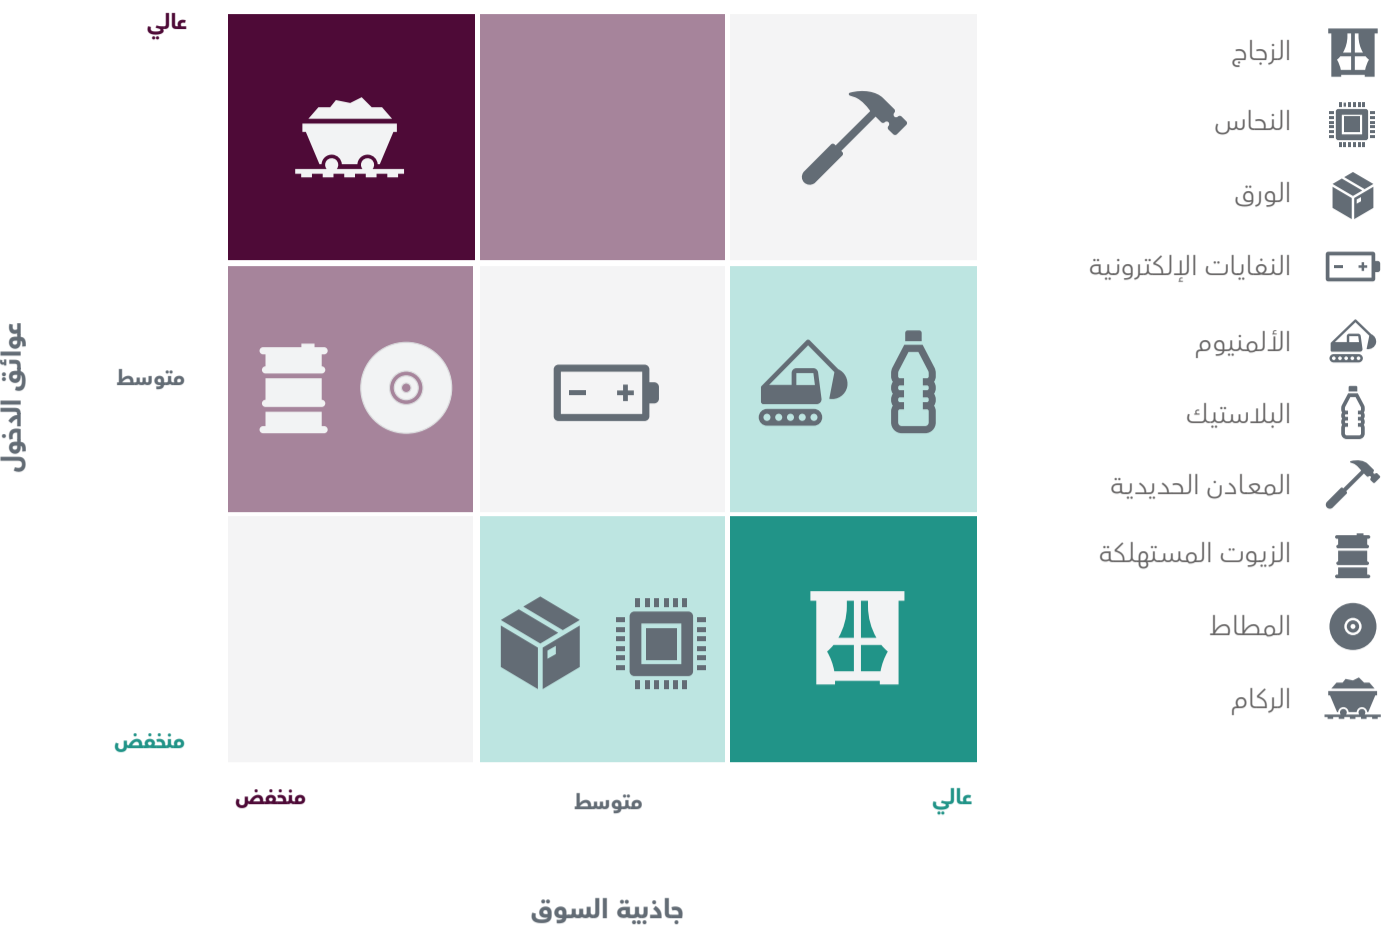 عالي
متوسط
منخفض
عوائق الدخول
منخفض
متوسط
عالي
جاذبية السوق
الزجاج
النحاس
الورق
النفايات الإلكترونية
الألمنيوم
البلاستيك
المعادن الحديدية
الزيوت المستهلكة
المطاط
الركام